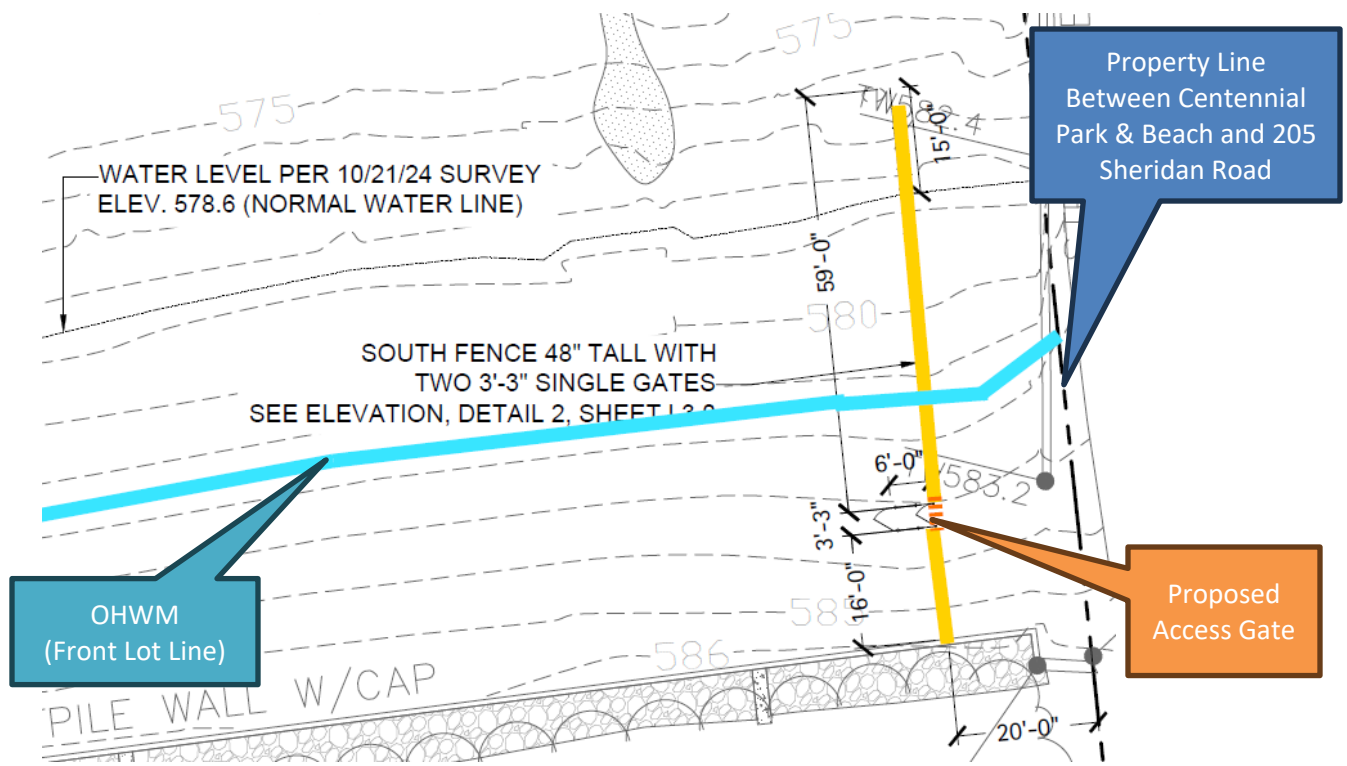 575
575
TW582.4
15'-0"
Property Line
Between Centennial
Park & Beach and 205
Sheridan Road
WATER LEVEL PER 10/21/24 SURVEY
ELEV. 578.6 (NORMAL WATER LINE)
59'-0"
580
SOUTH FENCE 48" TALL WITH
TWO 3'-3" SINGLE GATES
SEE ELEVATION, DETAIL 2, SHEET
6'-0"
583.2
3'-3"
16'-0"
OHWM
(Front Lot Line)
Proposed
Access Gate
585
586
PILE WALL W/CAP
20'-0"